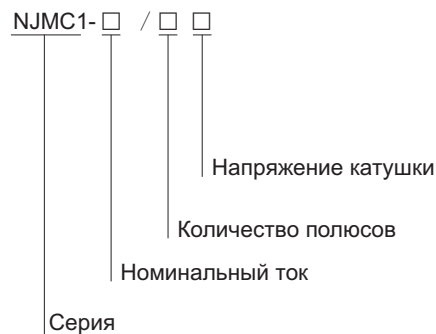 NJMC1-□ / □ □
Напряжение катушки
Количество полюсов
Номинальный ток
Серия